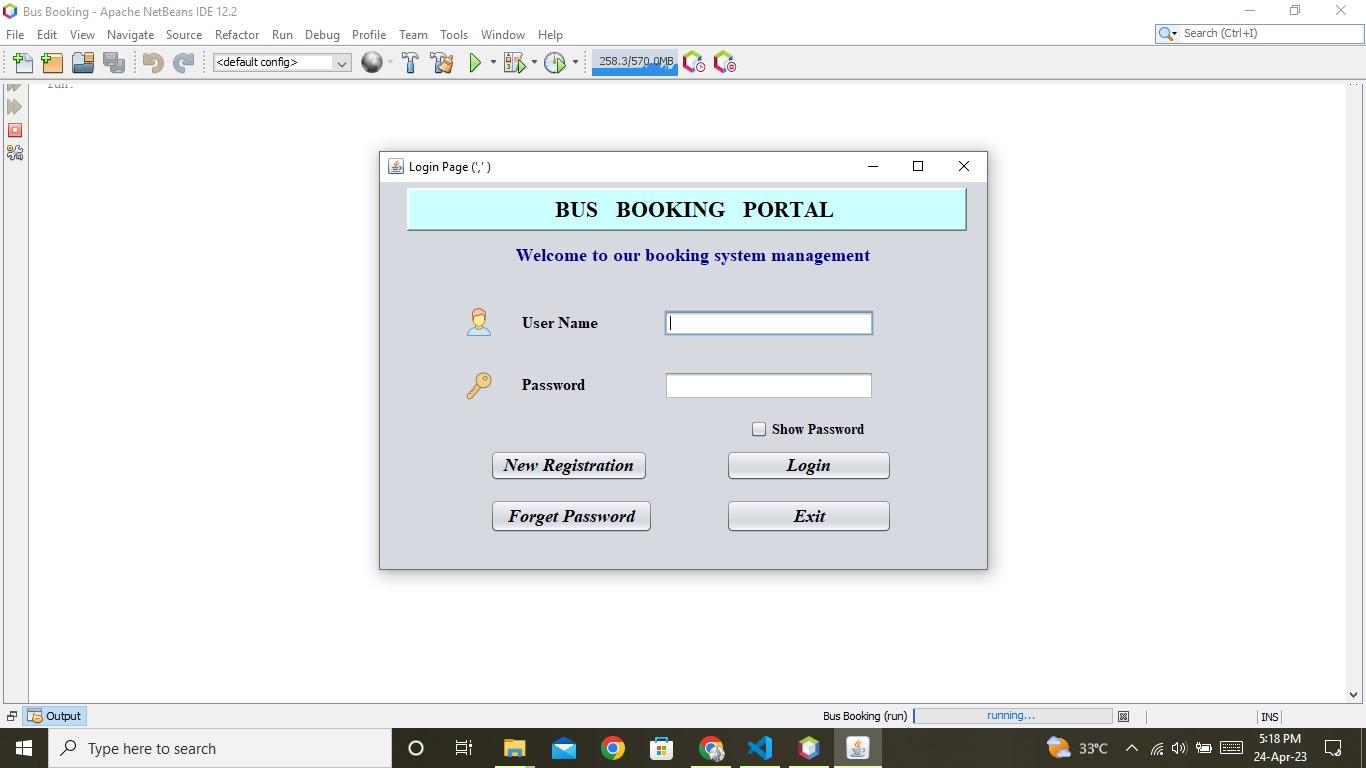 Bus Booking - Apache NetBeans IDE 12.2
File Edit View Navigate Source Refactor Run Debug Profile Team Tools Window Help
Search (Ctrl+I)
<default config>
258.3/570.0MB
run:
Login Page (',' )
BUS BOOKING PORTAL
Welcome to our booking system management
User Name
Password
Show Password
New Registration
Login
Forget Password
Exit
Output
Bus Booking (run)
running...
INS
Type here to search
33°C
5:18 PM
24-Apr-23